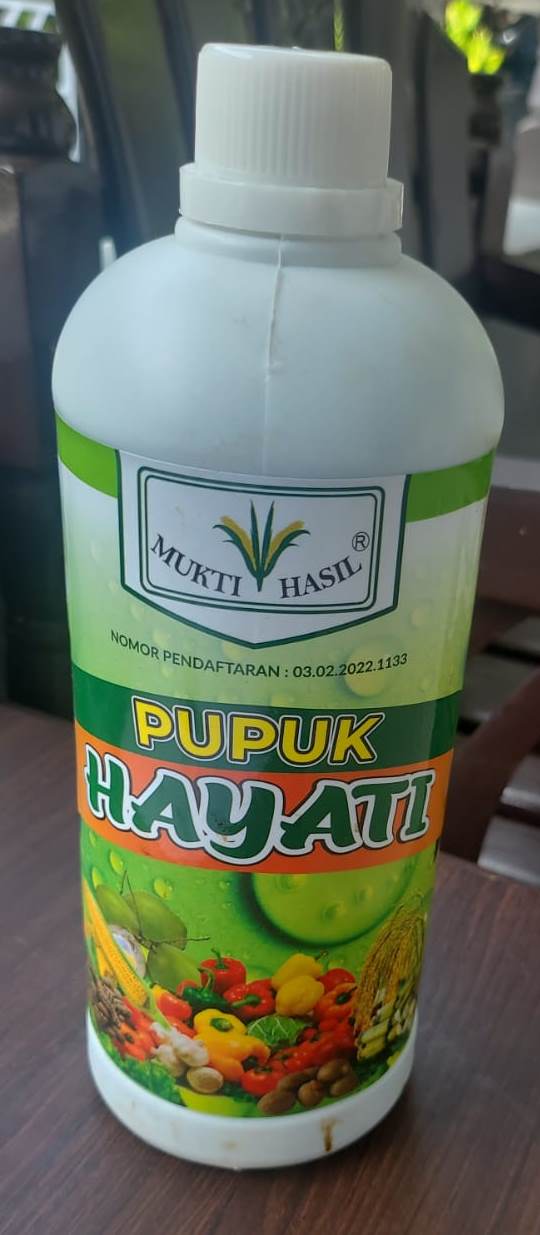 MUKTI HASIL ®
NOMOR PENDAFTARAN : 03.02.2022.1133
PUPUK
HAYATI